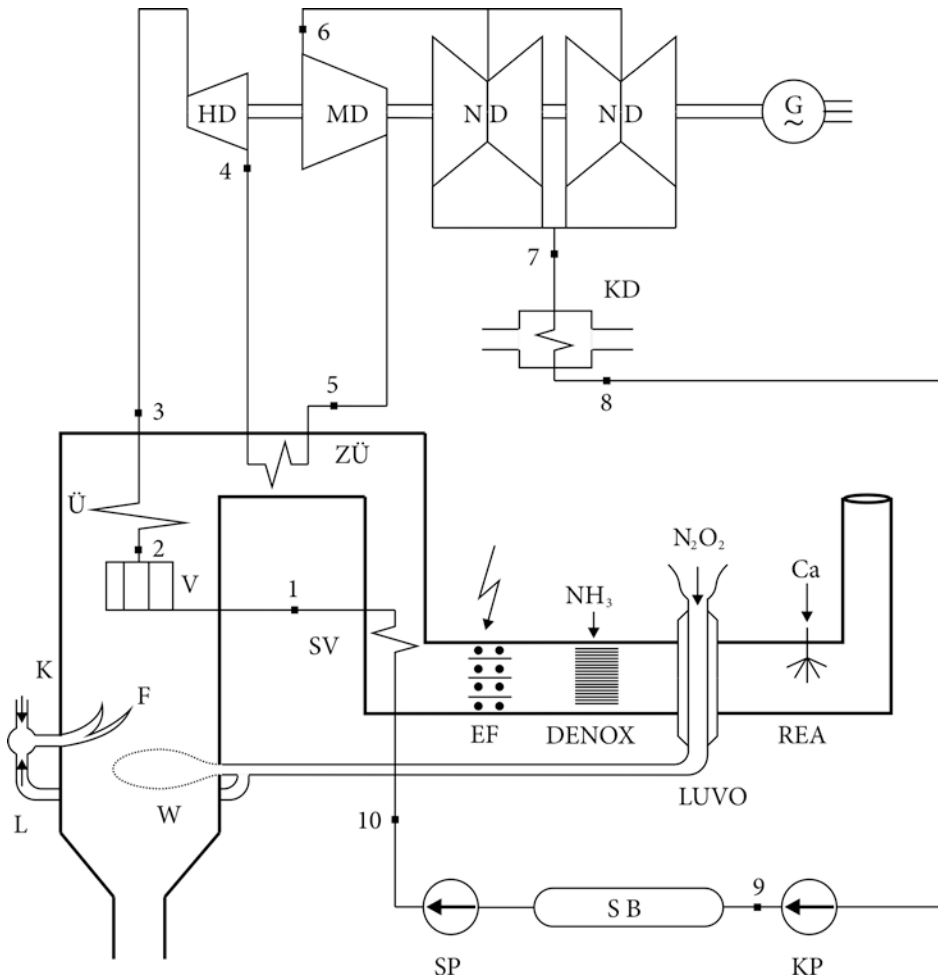 6
HD
MD
N D
N D
G
~
4
7
KD
5
8
3
ZÜ
Ü
N₂O₂
2
V
1
NH₃
Ca
SV
K
F
EF
DENOX
REA
W
LUVO
L
10
9
S B
SP
KP